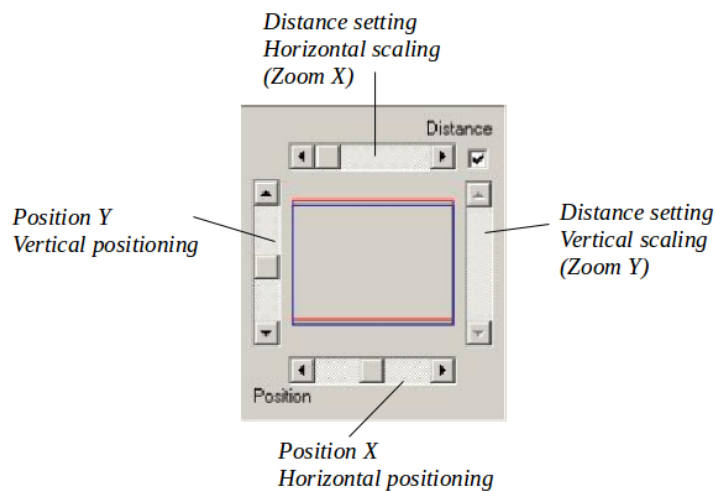 Distance setting
Horizontal scaling
(Zoom X)
Distance
Position Y
Vertical positioning
Distance setting
Vertical scaling
(Zoom Y)
Position
Position X
Horizontal positioning